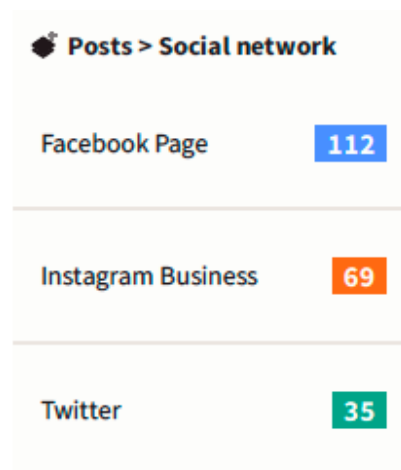 Posts > Social network
Facebook Page 112
Instagram Business 69
Twitter 35